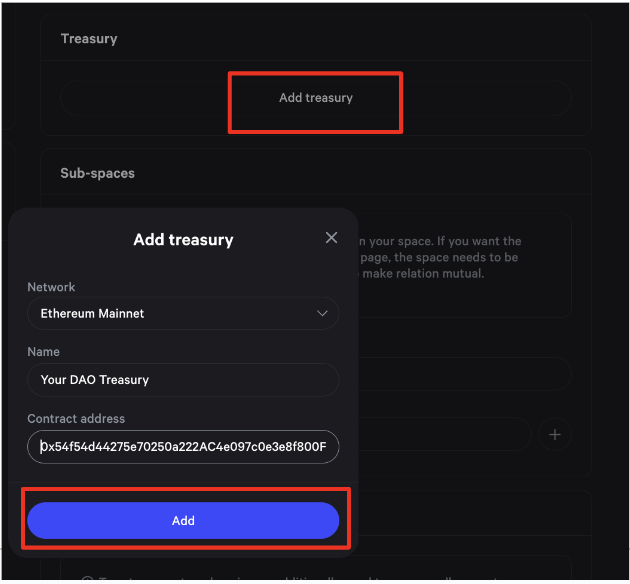 Treasury
Add treasury
Sub-spaces
n your space. If you want the
page, the space needs to be
make relation mutual.
Add treasury
Network
Ethereum Mainnet
Name
Your DAO Treasury
Contract address
0x54f54d44275e70250a222AC4e097c0e3e8f800F
Add